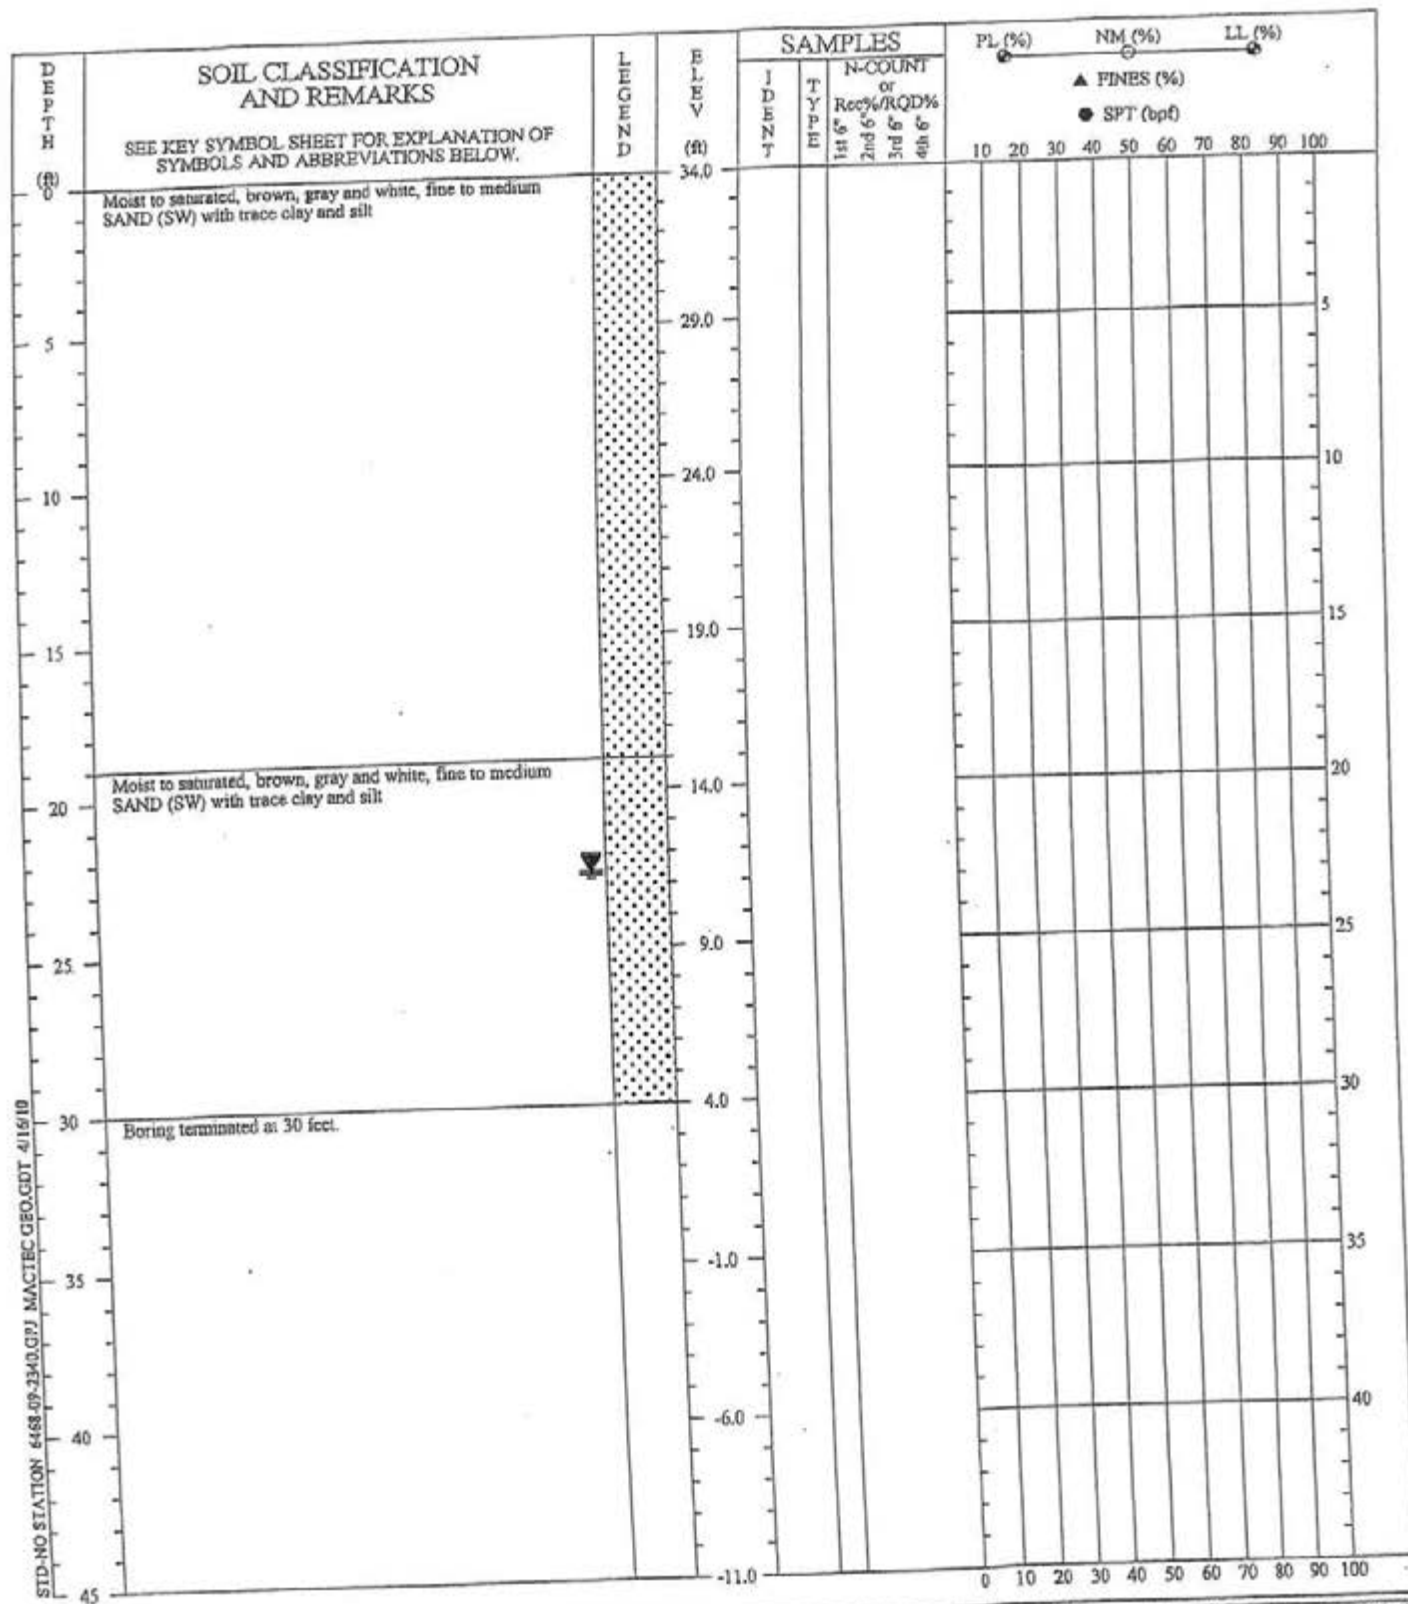 DEPTH (ft)
SOIL CLASSIFICATION
AND REMARKS
SEE KEY SYMBOL SHEET FOR EXPLANATION OF
SYMBOLS AND ABBREVIATIONS BELOW.
LEGEND
ELEV (ft)
SAMPLES
IDENT
TYPE
N-COUNT
or
Rec%/RQD%
1st 6"
2nd 6"
3rd 6"
4th 6"
PL (%) NM (%) LL (%)
▲ FINES (%)
● SPT (bpf)
10 20 30 40 50 60 70 80 90 100
0
34.0
Moist to saturated, brown, gray and white, fine to medium
SAND (SW) with trace clay and silt
5
29.0
5
10
24.0
10
15
19.0
15
Moist to saturated, brown, gray and white, fine to medium
SAND (SW) with trace clay and silt
20
14.0
20
25
9.0
25
30
4.0
30
Boring terminated at 30 feet.
35
-1.0
35
40
-6.0
40
45
-11.0
0 10 20 30 40 50 60 70 80 90 100
STD-NO STATION 6468-09-2340.GPJ MACTEC GEO.GDT 4/16/10